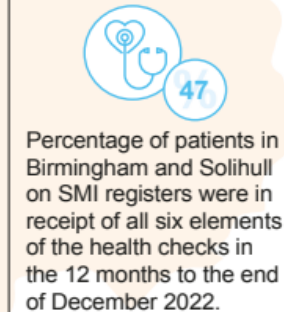 47%
Percentage of patients in
Birmingham and Solihull
on SMI registers were in
receipt of all six elements
of the health checks in
the 12 months to the end
of December 2022.